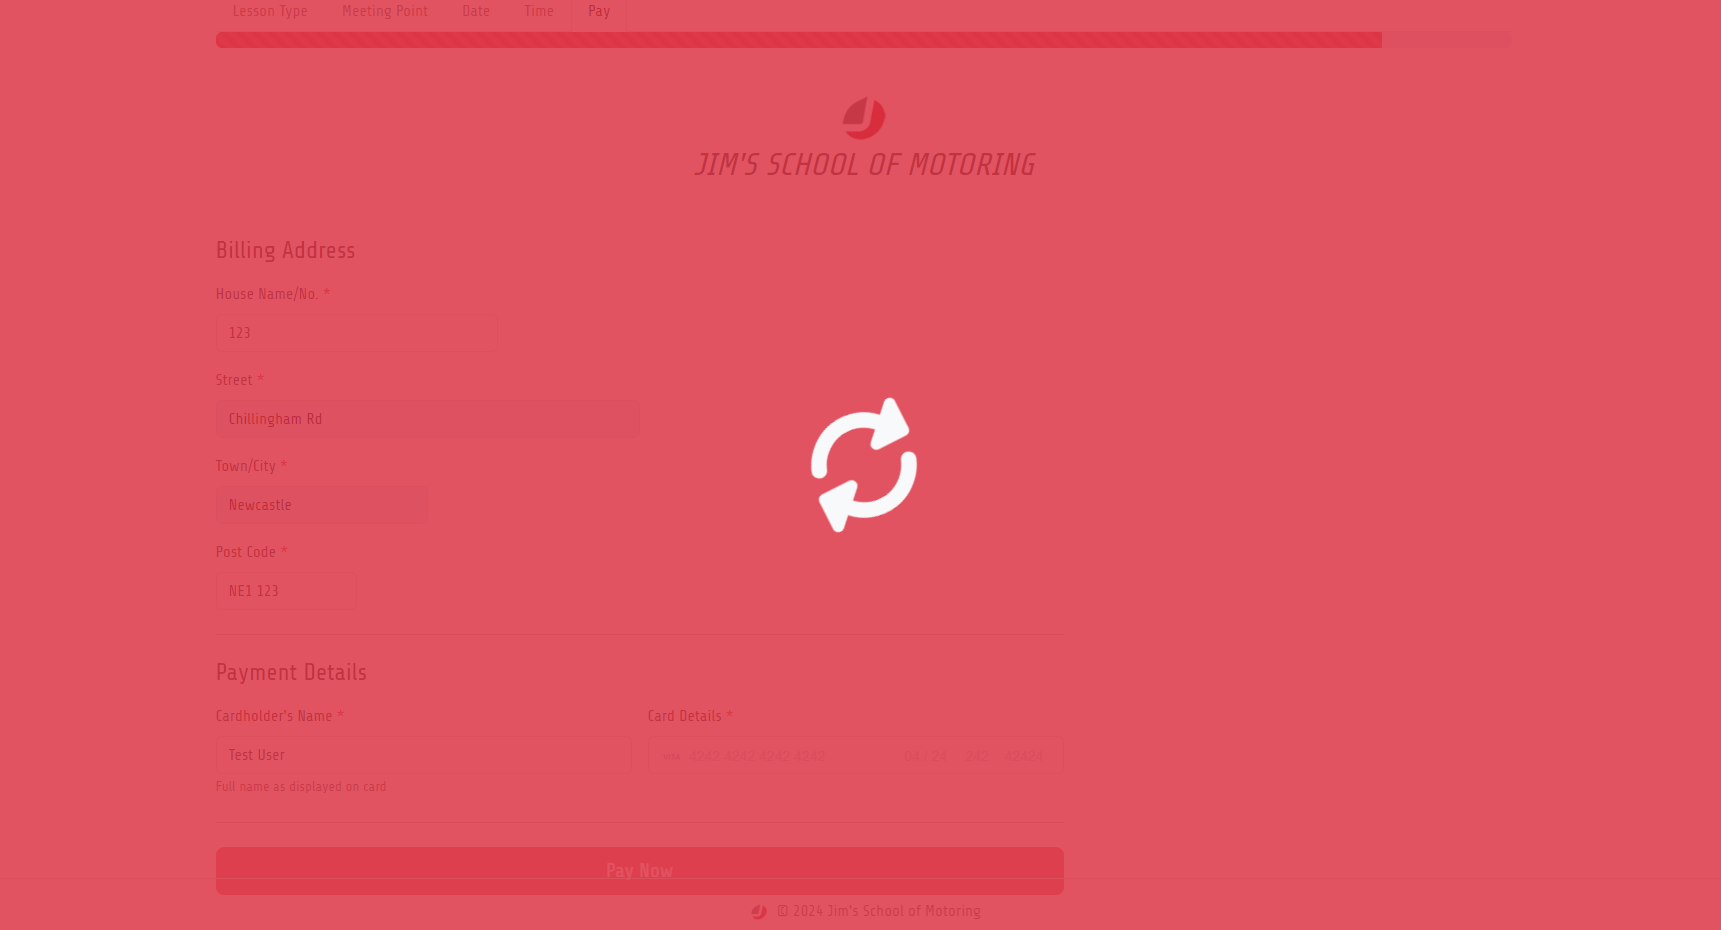 Lesson Type Meeting Point Date Time Pay
JIM'S SCHOOL OF MOTORING
Billing Address
House Name/No. *
123
Street *
Chillingham Rd
Town/City *
Newcastle
Post Code *
NE1 123
Payment Details
Cardholder's Name * Card Details *
Test User VISA 4242 4242 4242 4242 04 / 24 242 42424
Full name as displayed on card
Pay Now
© 2024 Jim's School of Motoring